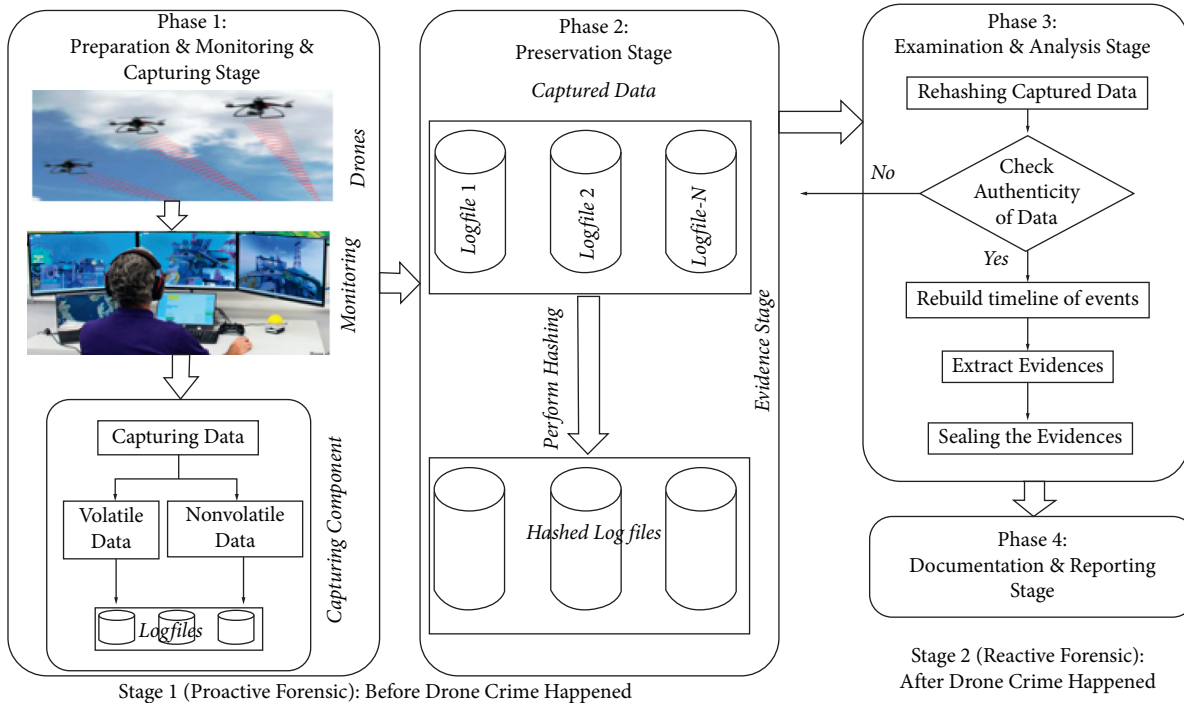 Phase 1:
Preparation & Monitoring &
Capturing Stage
Drones
Monitoring
Capturing Data
Volatile
Data
Nonvolatile
Data
Logfiles
Capturing Component
Phase 2:
Preservation Stage
Captured Data
Logfile 1
Logfile 2
Logfile-N
Perform Hashing
Evidence Stage
Hashed Log files
Stage 1 (Proactive Forensic): Before Drone Crime Happened
Phase 3:
Examination & Analysis Stage
Rehashing Captured Data
Check
Authenticity
of Data
No
Yes
Rebuild timeline of events
Extract Evidences
Sealing the Evidences
Phase 4:
Documentation & Reporting
Stage
Stage 2 (Reactive Forensic):
After Drone Crime Happened